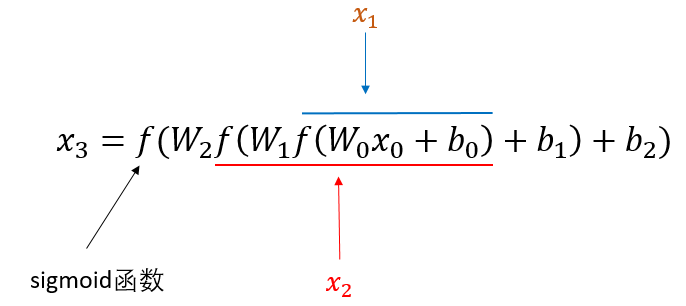 x₁
x₃ = f(W₂f(W₁f(W₀x₀ + b₀) + b₁) + b₂)
sigmoid函数
x₂